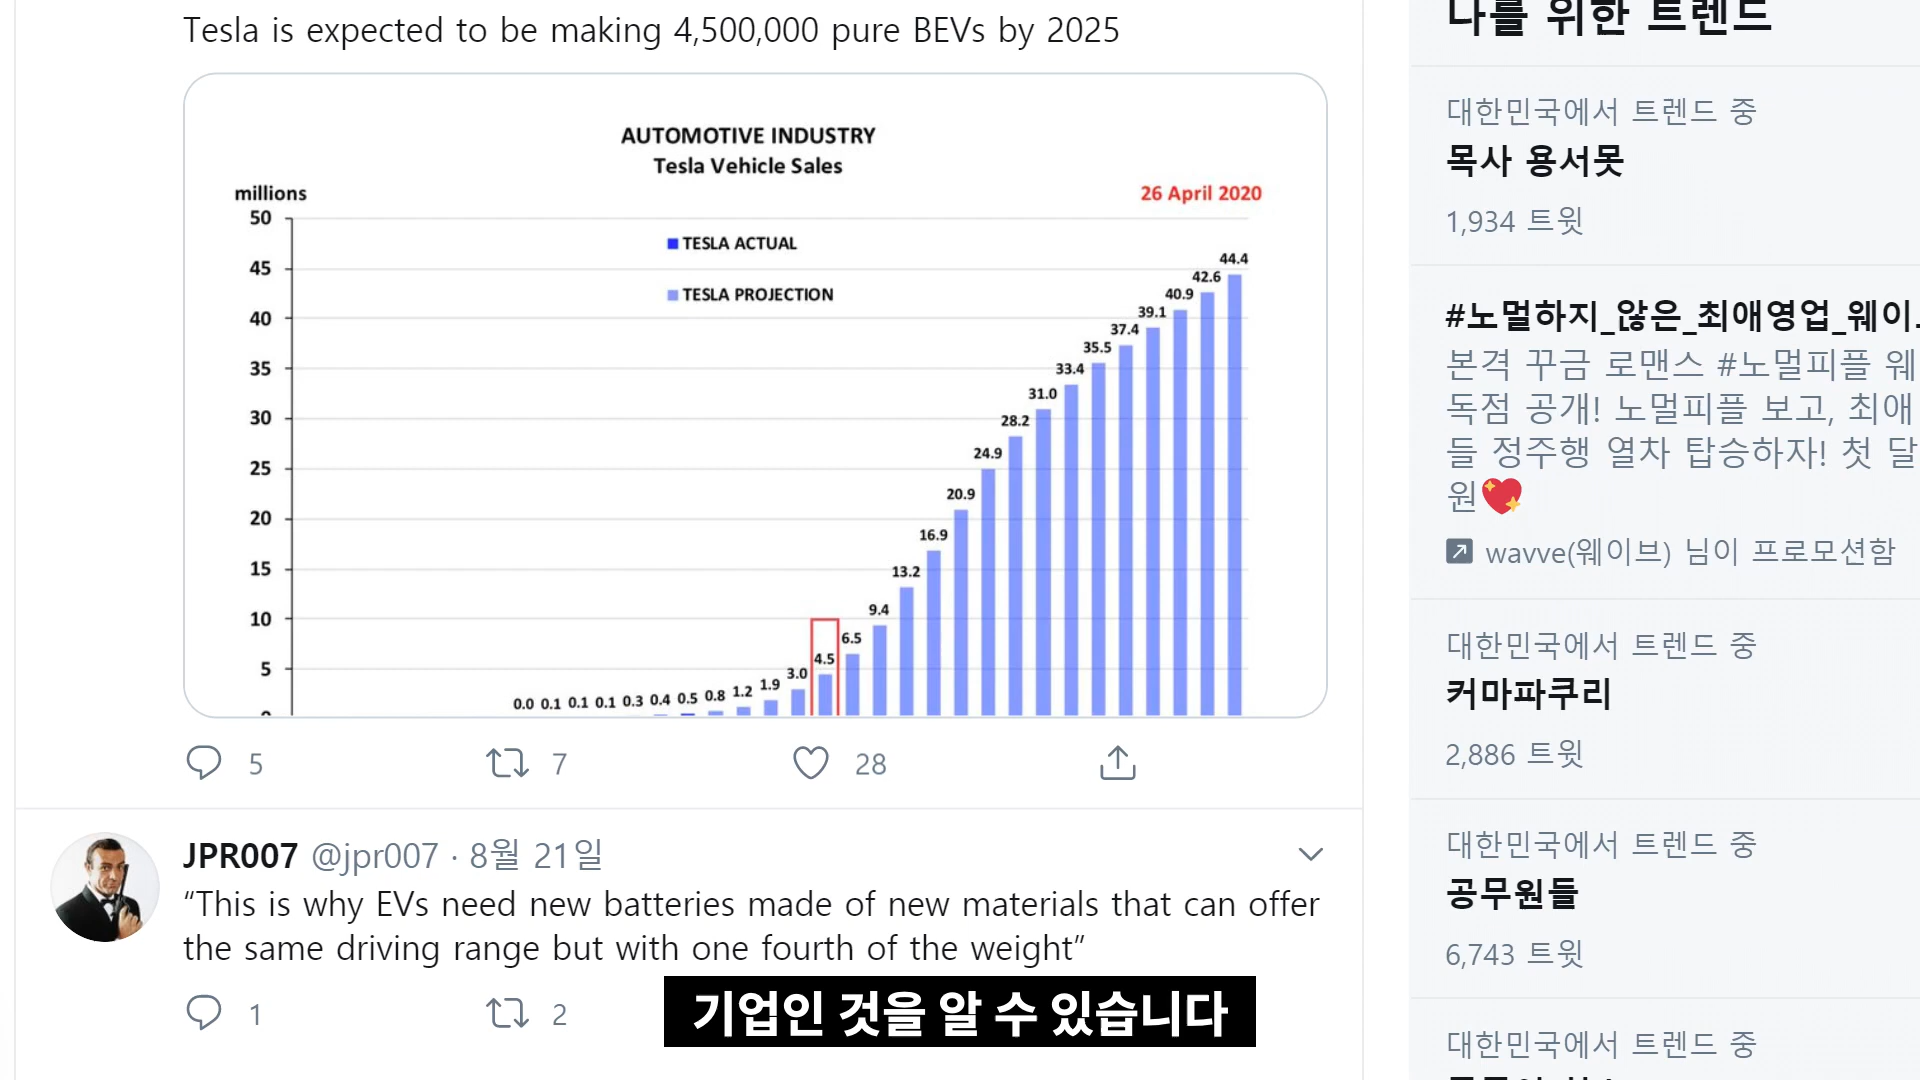 Tesla is expected to be making 4,500,000 pure BEVs by 2025
AUTOMOTIVE INDUSTRY
Tesla Vehicle Sales
millions
26 April 2020
50
45
40
35
30
25
20
15
10
5
TESLA ACTUAL
TESLA PROJECTION
0.0 0.1 0.1 0.1 0.3 0.4 0.5 0.8 1.2 1.9 3.0 4.5 6.5 9.4 13.2 16.9 20.9 24.9 28.2 31.0 33.4 35.5 37.4 39.1 40.9 42.6 44.4
5 7 28
JPR007 @jpr007 · 8월 21일
“This is why EVs need new batteries made of new materials that can offer
the same driving range but with one fourth of the weight”
1 2
기업인 것을 알 수 있습니다
나를 위한 트렌드
대한민국에서 트렌드 중
목사 용서못
1,934 트윗
#노멀하지_않은_최애영업_웨이
본격 꾸금 로맨스 #노멀피플 웨
독점 공개! 노멀피플 보고, 최애
들 정주행 열차 탑승하자! 첫 달
원💖
wavve(웨이브) 님이 프로모션함
대한민국에서 트렌드 중
커마파쿠리
2,886 트윗
대한민국에서 트렌드 중
공무원들
6,743 트윗
대한민국에서 트렌드 중